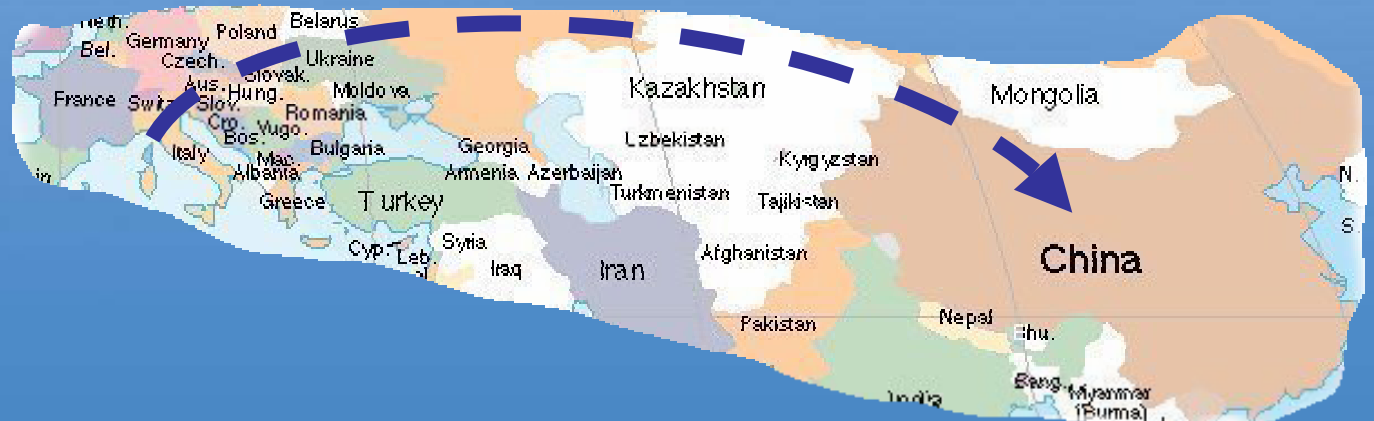 Neth.
Belarus
Poland
Germany
Bel.
Czech.
Ukraine
Slovak.
Aus.
Hung.
Moldova
Kazakhstan
Mongolia
France
Switz
Slov.
Romania
Cro.
Yugo.
Bos.
Uzbekistan
Georgia
Bulgaria
Italy
Mac.
Kyrgyzstan
Albania
Armenia
Azerbaijan
N.
in
Turkmenistan
Tajikistan
Greece
Turkey
S.
Syria
Cyp.
Leb.
Afghanistan
China
Iraq
Iran
Nepal
Pakistan
Bhu.
Bang.
Myanmar
(Burma)
India